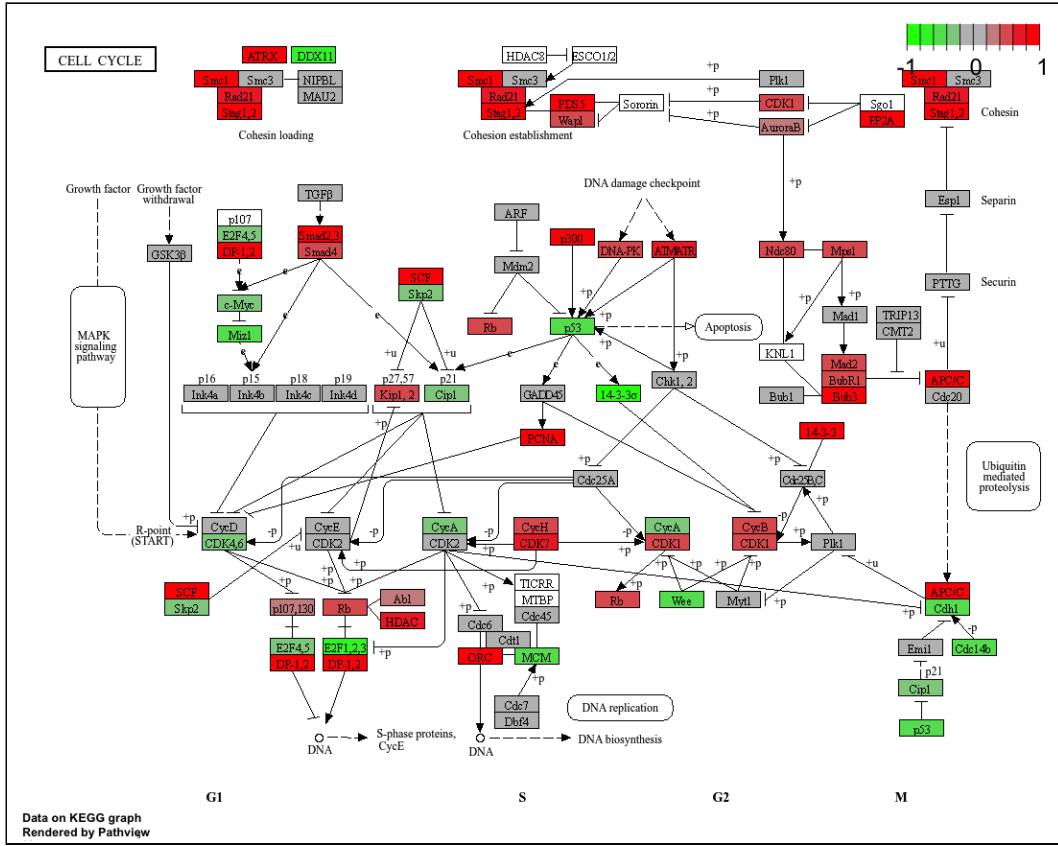 CELL CYCLE
ATRX DDX11
Smc1 Smc3 NIPBL
Rad21 MAU2
Stag1,2
Cohesin loading
HDAC8 ESCO1/2
Smc1 Smc3
Rad21
Stag1,2
PDS5 Sororin
Wapl
Cohesion establishment
+p
Plk1
CDK1
+p
AuroraB
Sgo1
PP2A
-1 0 1
Smc1 Smc3
Rad21
Stag1,2
Cohesin
Growth factor
Growth factor
withdrawal
GSK3β
MAPK
signaling
pathway
p107
E2F4,5
DP-1,2
e
c-Myc
Miz1
e
TGFβ
Smad2,3
Smad4
e
e
e
SCF
Skp2
+u +u
ARF
Mdm2
Rb
DNA damage checkpoint
p300 DNA-PK ATMATR
+p
+p
+p
p53
+p
+p
Apoptosis
e
e
+p
Ndc80 Mps1
+p
+p
Mad1
KNL1
TRIP13
CMT2
Mad2
BubR1
Bub3
Bub1
Esp1 Separin
PTTG Securin
+u
APC/C
Cdc20
p16 p15 p18 p19
Ink4a Ink4b Ink4c Ink4d
p27,57 p21
Kip1, 2 Cip1
+p
GADD45 14-3-3σ Chk1, 2
PCNA
14-3-3
+p
+p
Cdc25A
Cdc25B,C
+p
Ubiquitin
mediated
proteolysis
R-point
(START)
+p
CycD
CDK4,6
-p
+u
CycE
CDK2
-p
CycA
CDK2
-p
+p
CycH
CDK7
+p
CycA
CDK1
-p
CycB
CDK1
+p
Plk1
+u
SCF
Skp2
+p
+p
+p
+p
p107,130
Rb
Abl
HDAC
E2F4,5
DP-1,2
E2F1,2,3
DP-1,2
+p
+p
+p
TICRR
MTBP
Cdc45
Cdc6
Cdt1
ORC MCM
+p
Cdc7
Dbf4
+p
Rb Wee Myt1
+p
+p
+p
+p
APC/C
Cdh1
-p
Emi1 Cdc14b
p21
Cip1
p53
DNA replication
DNA
S-phase proteins,
CycE
DNA
DNA biosynthesis
G1 S G2 M
Data on KEGG graph
Rendered by Pathview